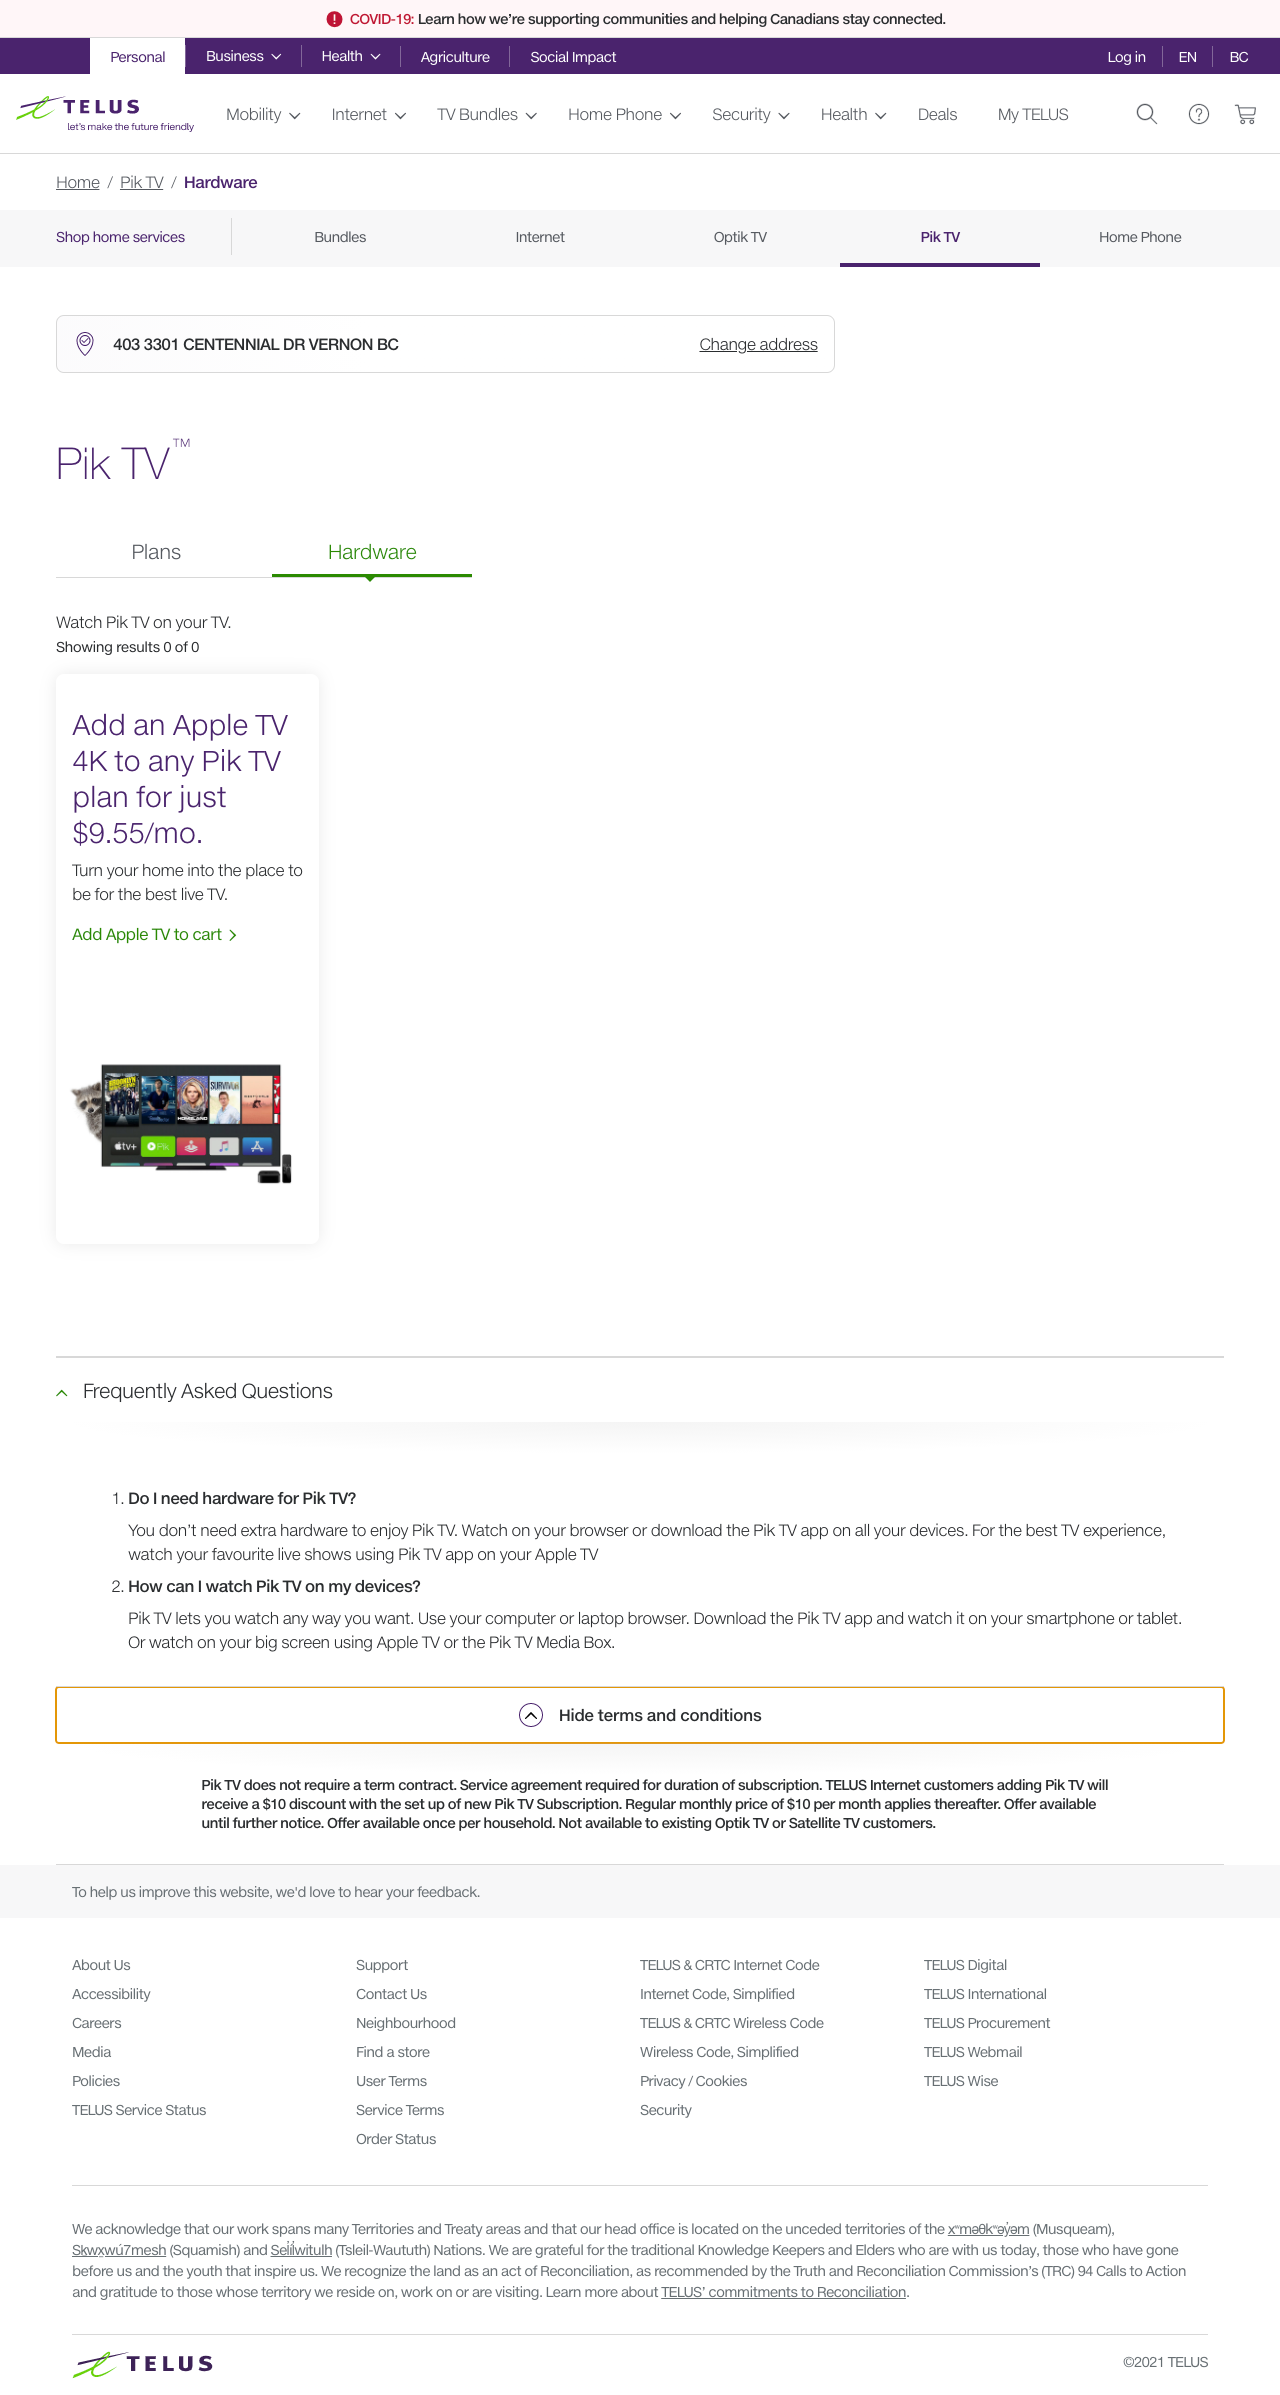 COVID-19: Learn how we’re supporting communities and helping Canadians stay connected.
Personal Business Health Agriculture Social Impact Log in EN BC
TELUS
let's make the future friendly
Mobility Internet TV Bundles Home Phone Security Health Deals My TELUS
Home / Pik TV / Hardware
Shop home services Bundles Internet Optik TV Pik TV Home Phone
403 3301 CENTENNIAL DR VERNON BC Change address
Pik TV™
Plans Hardware
Watch Pik TV on your TV.
Showing results 0 of 0
Add an Apple TV
4K to any Pik TV
plan for just
$9.55/mo.
Turn your home into the place to
be for the best live TV.
Add Apple TV to cart
BROOKLYN
HOMELAND
SURVIVOR
tv+ Pik
Frequently Asked Questions
1. Do I need hardware for Pik TV?
You don’t need extra hardware to enjoy Pik TV. Watch on your browser or download the Pik TV app on all your devices. For the best TV experience,
watch your favourite live shows using Pik TV app on your Apple TV
2. How can I watch Pik TV on my devices?
Pik TV lets you watch any way you want. Use your computer or laptop browser. Download the Pik TV app and watch it on your smartphone or tablet.
Or watch on your big screen using Apple TV or the Pik TV Media Box.
Hide terms and conditions
Pik TV does not require a term contract. Service agreement required for duration of subscription. TELUS Internet customers adding Pik TV will
receive a $10 discount with the set up of new Pik TV Subscription. Regular monthly price of $10 per month applies thereafter. Offer available
until further notice. Offer available once per household. Not available to existing Optik TV or Satellite TV customers.
To help us improve this website, we'd love to hear your feedback.
About Us Support TELUS & CRTC Internet Code TELUS Digital
Accessibility Contact Us Internet Code, Simplified TELUS International
Careers Neighbourhood TELUS & CRTC Wireless Code TELUS Procurement
Media Find a store Wireless Code, Simplified TELUS Webmail
Policies User Terms Privacy / Cookies TELUS Wise
TELUS Service Status Service Terms Security
Order Status
We acknowledge that our work spans many Territories and Treaty areas and that our head office is located on the unceded territories of the xʷməθkʷəy̓əm (Musqueam),
Skwxwú7mesh (Squamish) and Sel̓íl̓witulh (Tsleil-Waututh) Nations. We are grateful for the traditional Knowledge Keepers and Elders who are with us today, those who have gone
before us and the youth that inspire us. We recognize the land as an act of Reconciliation, as recommended by the Truth and Reconciliation Commission’s (TRC) 94 Calls to Action
and gratitude to those whose territory we reside on, work on or are visiting. Learn more about TELUS’ commitments to Reconciliation.
TELUS ©2021 TELUS